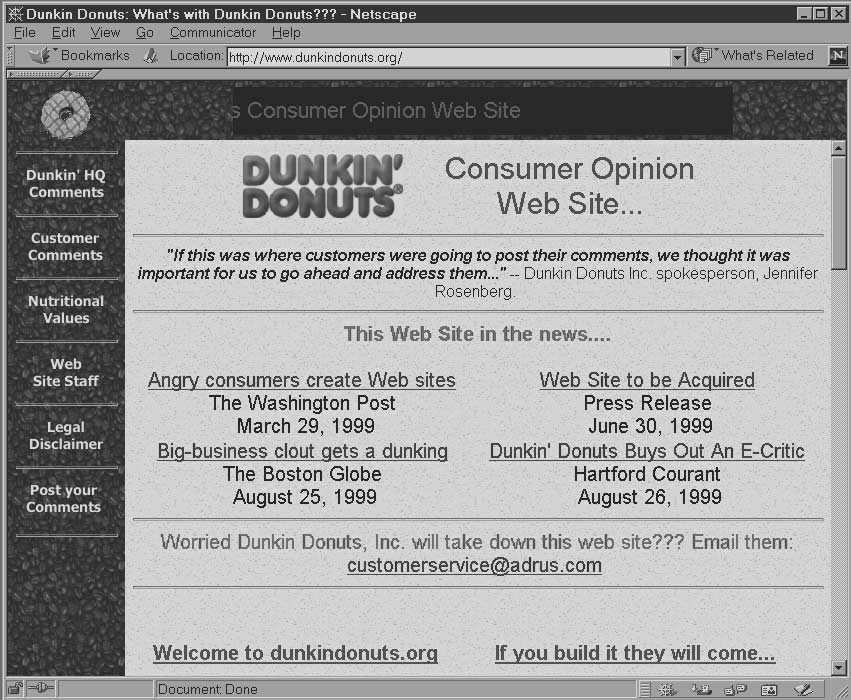 Dunkin Donuts: What's with Dunkin Donuts??? - Netscape
File Edit View Go Communicator Help
Bookmarks Location: http://www.dunkindonuts.org/ What's Related N
s Consumer Opinion Web Site
Dunkin' HQ
Comments
Customer
Comments
Nutritional
Values
Web
Site Staff
Legal
Disclaimer
Post your
Comments
DUNKIN'
DONUTS®
Consumer Opinion
Web Site...
"If this was where customers were going to post their comments, we thought it was
important for us to go ahead and address them..." -- Dunkin Donuts Inc. spokesperson, Jennifer
Rosenberg.
This Web Site in the news....
Angry consumers create Web sites
The Washington Post
March 29, 1999
Web Site to be Acquired
Press Release
June 30, 1999
Big-business clout gets a dunking
The Boston Globe
August 25, 1999
Dunkin' Donuts Buys Out An E-Critic
Hartford Courant
August 26, 1999
Worried Dunkin Donuts, Inc. will take down this web site??? Email them:
customerservice@adrus.com
Welcome to dunkindonuts.org
If you build it they will come...
Document: Done